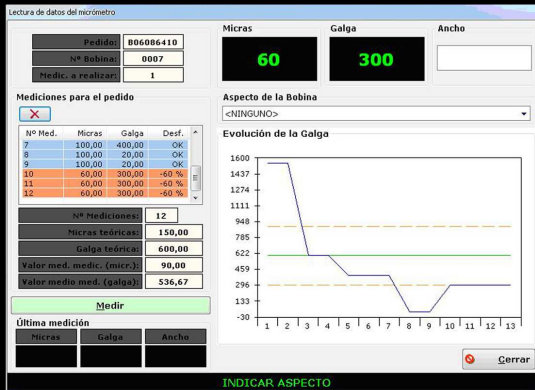 Lectura de datos del micrómetro
Pedido: B06086410
Nº Bobina: 0007
Medic. a realizar: 1
Micras
60
Galga
300
Ancho
Mediciones para el pedido
Nº Med. Micras Galga Desf.
7 100,00 400,00 OK
8 100,00 20,00 OK
9 100,00 20,00 OK
10 60,00 300,00 -60 %
11 60,00 300,00 -60 %
12 60,00 300,00 -60 %
Nº Mediciones: 12
Micras teóricas: 150,00
Galga teórica: 600,00
Valor med. medic. (micr.): 90,00
Valor medio med. (galga): 536,67
Medir
Última medición
Micras Galga Ancho
Aspecto de la Bobina
<NINGUNO>
Evolución de la Galga
1600
1437
1274
1111
948
785
622
459
296
133
-30
1 2 3 4 5 6 7 8 9 10 11 12 13
Cerrar
INDICAR ASPECTO